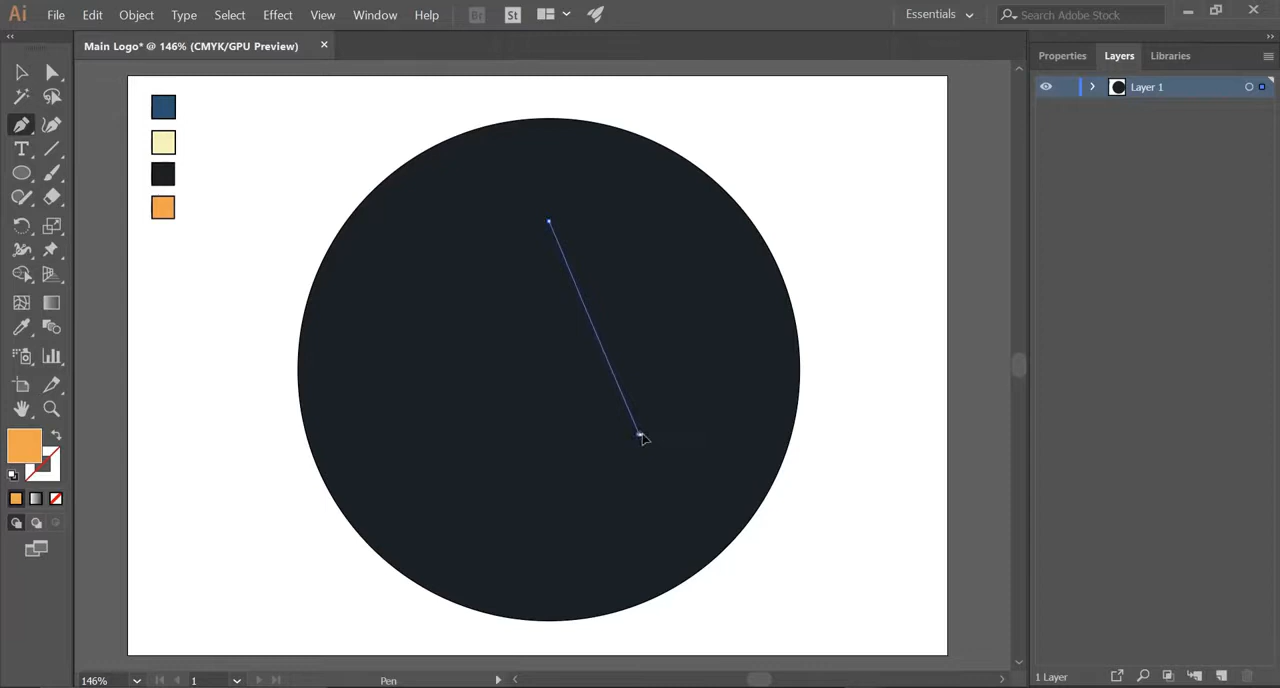 Ai File Edit Object Type Select Effect View Window Help Br St Essentials Search Adobe Stock
Main Logo* @ 146% (CMYK/GPU Preview)
Properties Layers Libraries
Layer 1
T
146% 1 Pen 1 Layer